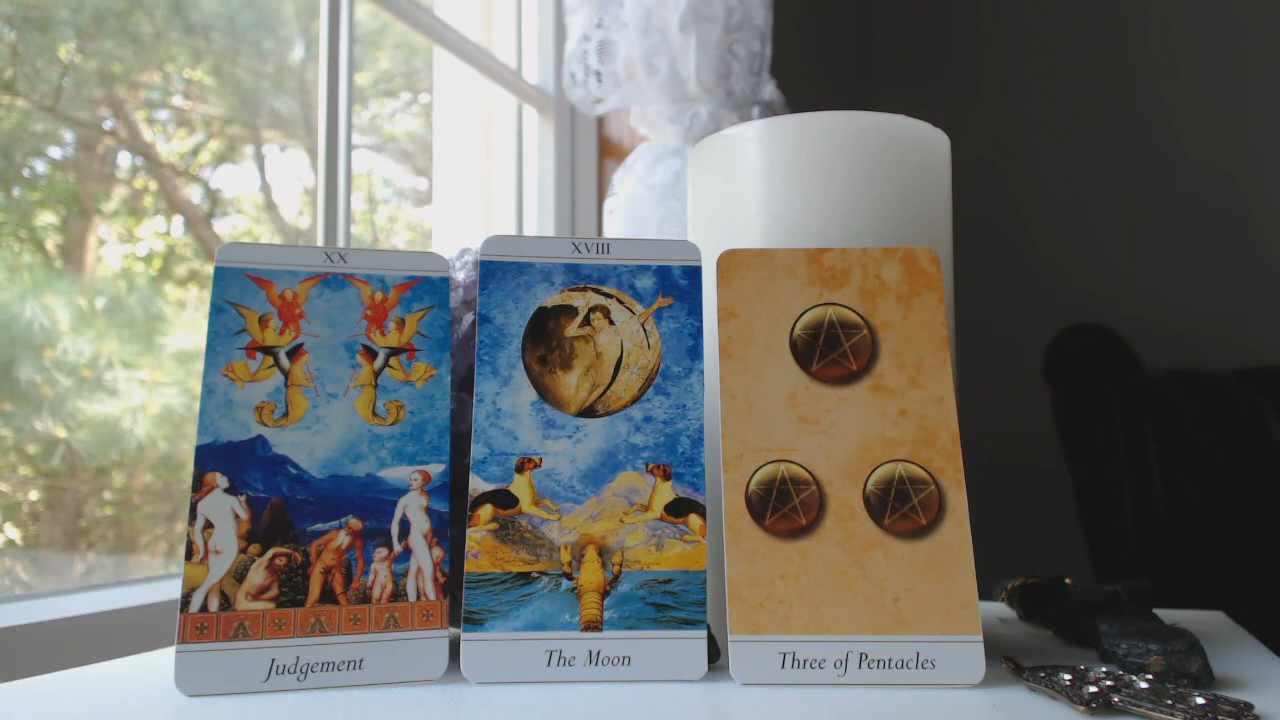 XX
Judgement
XVIII
The Moon
Three of Pentacles